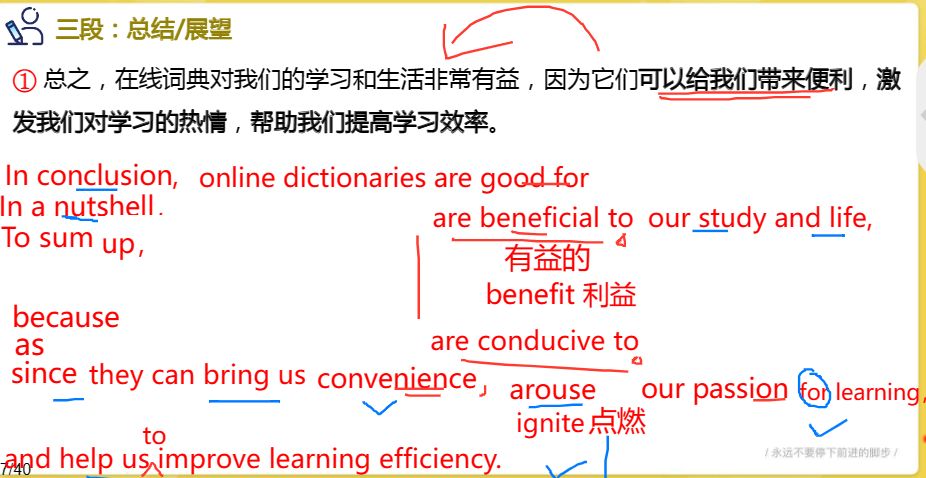 三段：总结/展望
① 总之，在线词典对我们的学习和生活非常有益，因为它们可以给我们带来便利，激
发我们对学习的热情，帮助我们提高学习效率。
In conclusion, online dictionaries are good for
In a nutshell.
To sum up,
are beneficial to our study and life,
有益的
benefit 利益
because
as
are conducive to
since they can bring us convenience, arouse our passion for learning,
ignite 点燃
to
and help us improve learning efficiency.
/ 永远不要停下前进的脚步 /
7/40